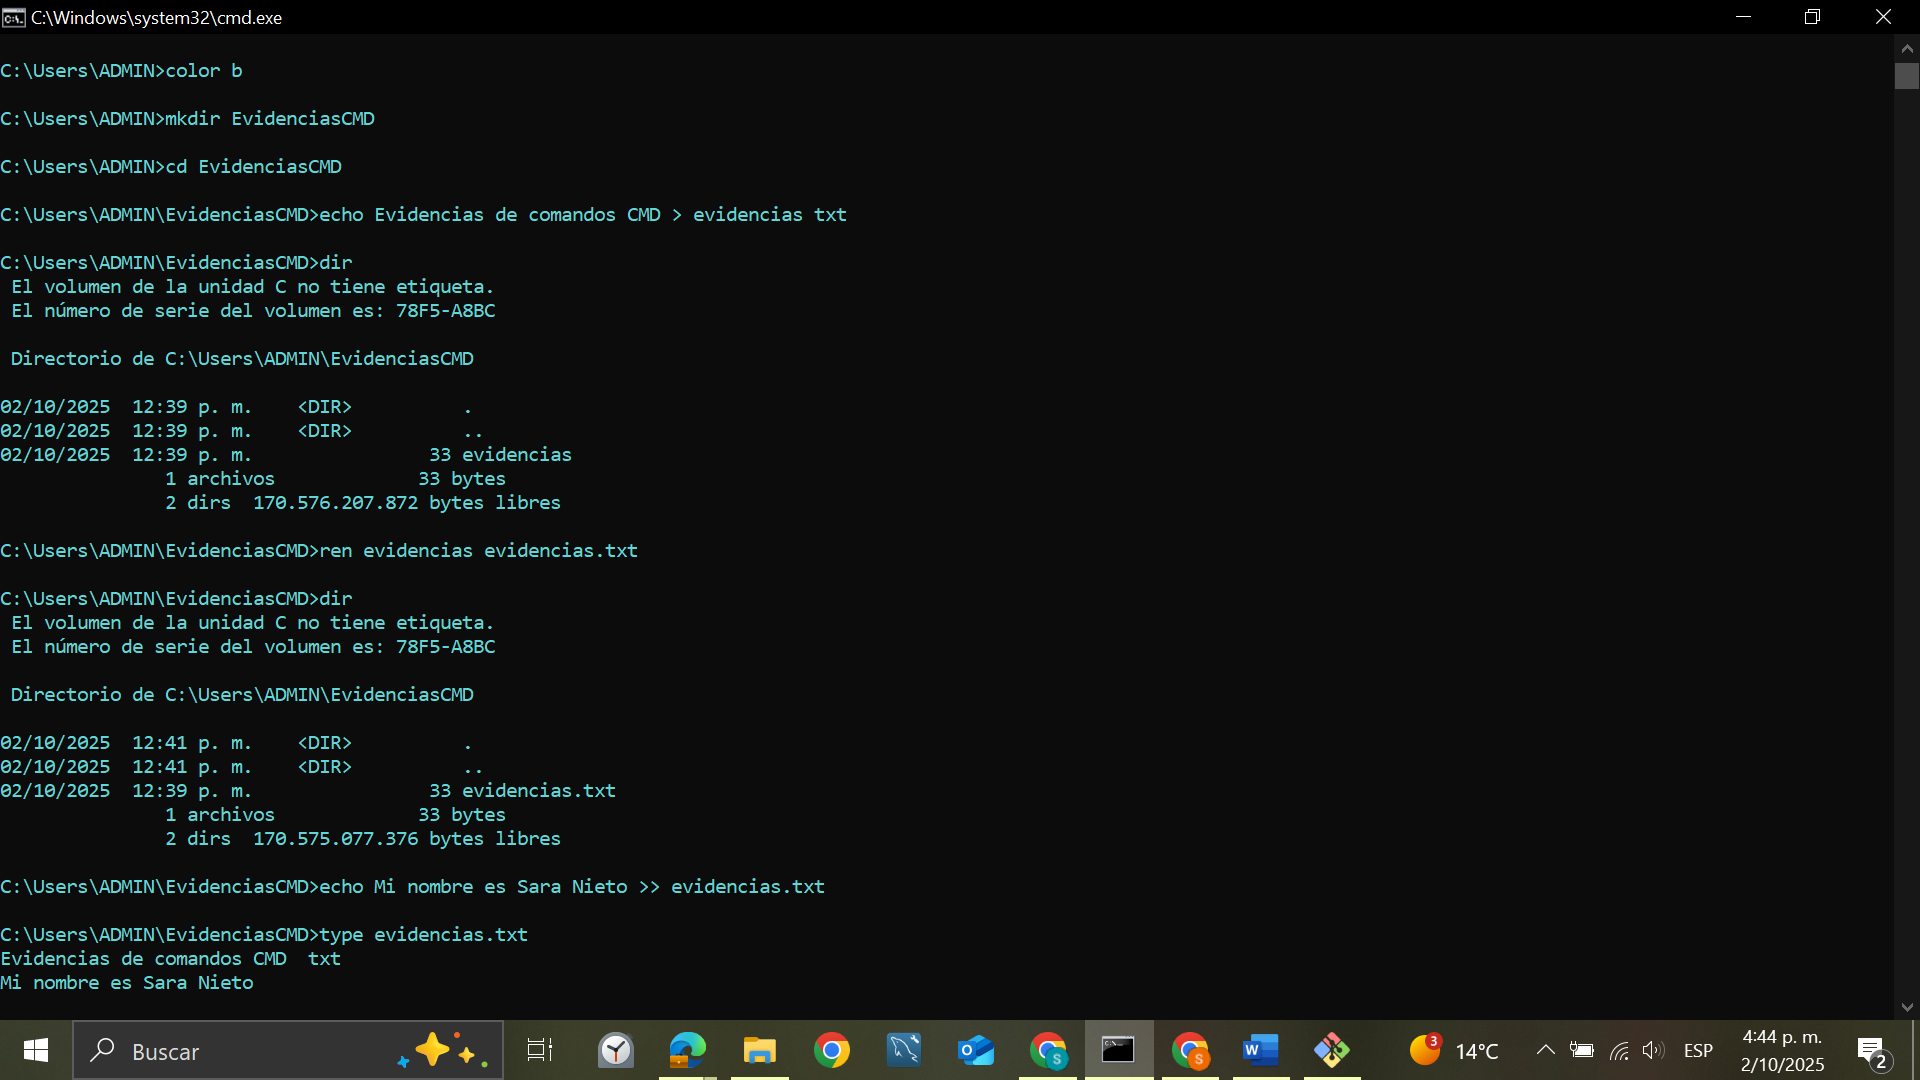 C:\Windows\system32\cmd.exe
C:\Users\ADMIN>color b
C:\Users\ADMIN>mkdir EvidenciasCMD
C:\Users\ADMIN>cd EvidenciasCMD
C:\Users\ADMIN\EvidenciasCMD>echo Evidencias de comandos CMD > evidencias txt
C:\Users\ADMIN\EvidenciasCMD>dir
El volumen de la unidad C no tiene etiqueta.
El número de serie del volumen es: 78F5-A8BC
Directorio de C:\Users\ADMIN\EvidenciasCMD
02/10/2025  12:39 p. m.    <DIR>          .
02/10/2025  12:39 p. m.    <DIR>          ..
02/10/2025  12:39 p. m.                33 evidencias
1 archivos             33 bytes
2 dirs  170.576.207.872 bytes libres
C:\Users\ADMIN\EvidenciasCMD>ren evidencias evidencias.txt
C:\Users\ADMIN\EvidenciasCMD>dir
El volumen de la unidad C no tiene etiqueta.
El número de serie del volumen es: 78F5-A8BC
Directorio de C:\Users\ADMIN\EvidenciasCMD
02/10/2025  12:41 p. m.    <DIR>          .
02/10/2025  12:41 p. m.    <DIR>          ..
02/10/2025  12:39 p. m.                33 evidencias.txt
1 archivos             33 bytes
2 dirs  170.575.077.376 bytes libres
C:\Users\ADMIN\EvidenciasCMD>echo Mi nombre es Sara Nieto >> evidencias.txt
C:\Users\ADMIN\EvidenciasCMD>type evidencias.txt
Evidencias de comandos CMD  txt
Mi nombre es Sara Nieto
Buscar
S
S
W
3
14°C
ESP
4:44 p. m.
2/10/2025
2